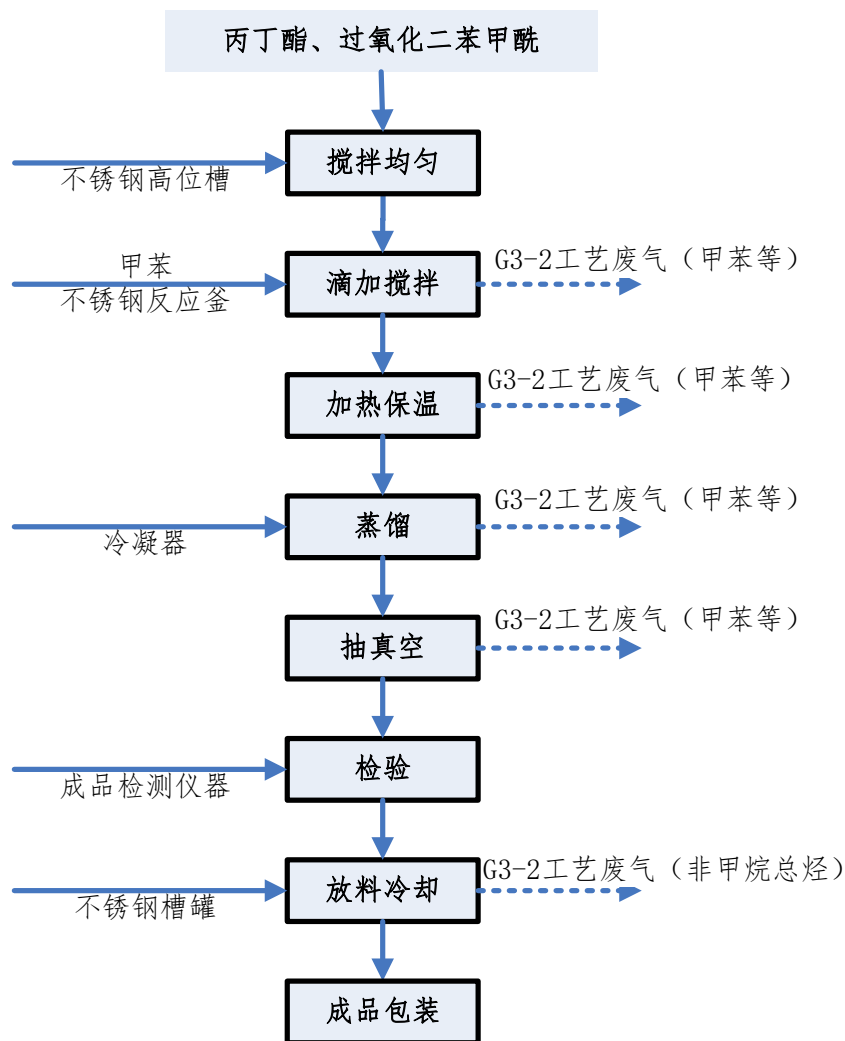 丙丁酯、过氧化二苯甲酰
不锈钢高位槽
搅拌均匀
甲苯
不锈钢反应釜
滴加搅拌
G3-2工艺废气（甲苯等）
加热保温
G3-2工艺废气（甲苯等）
冷凝器
蒸馏
G3-2工艺废气（甲苯等）
抽真空
G3-2工艺废气（甲苯等）
成品检测仪器
检验
不锈钢槽罐
放料冷却
G3-2工艺废气（非甲烷总烃）
成品包装